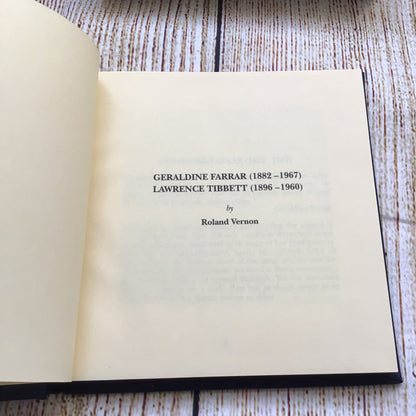 GERALDINE FARRAR (1882–1967)
LAWRENCE TIBBETT (1896–1960)
by
Roland Vernon